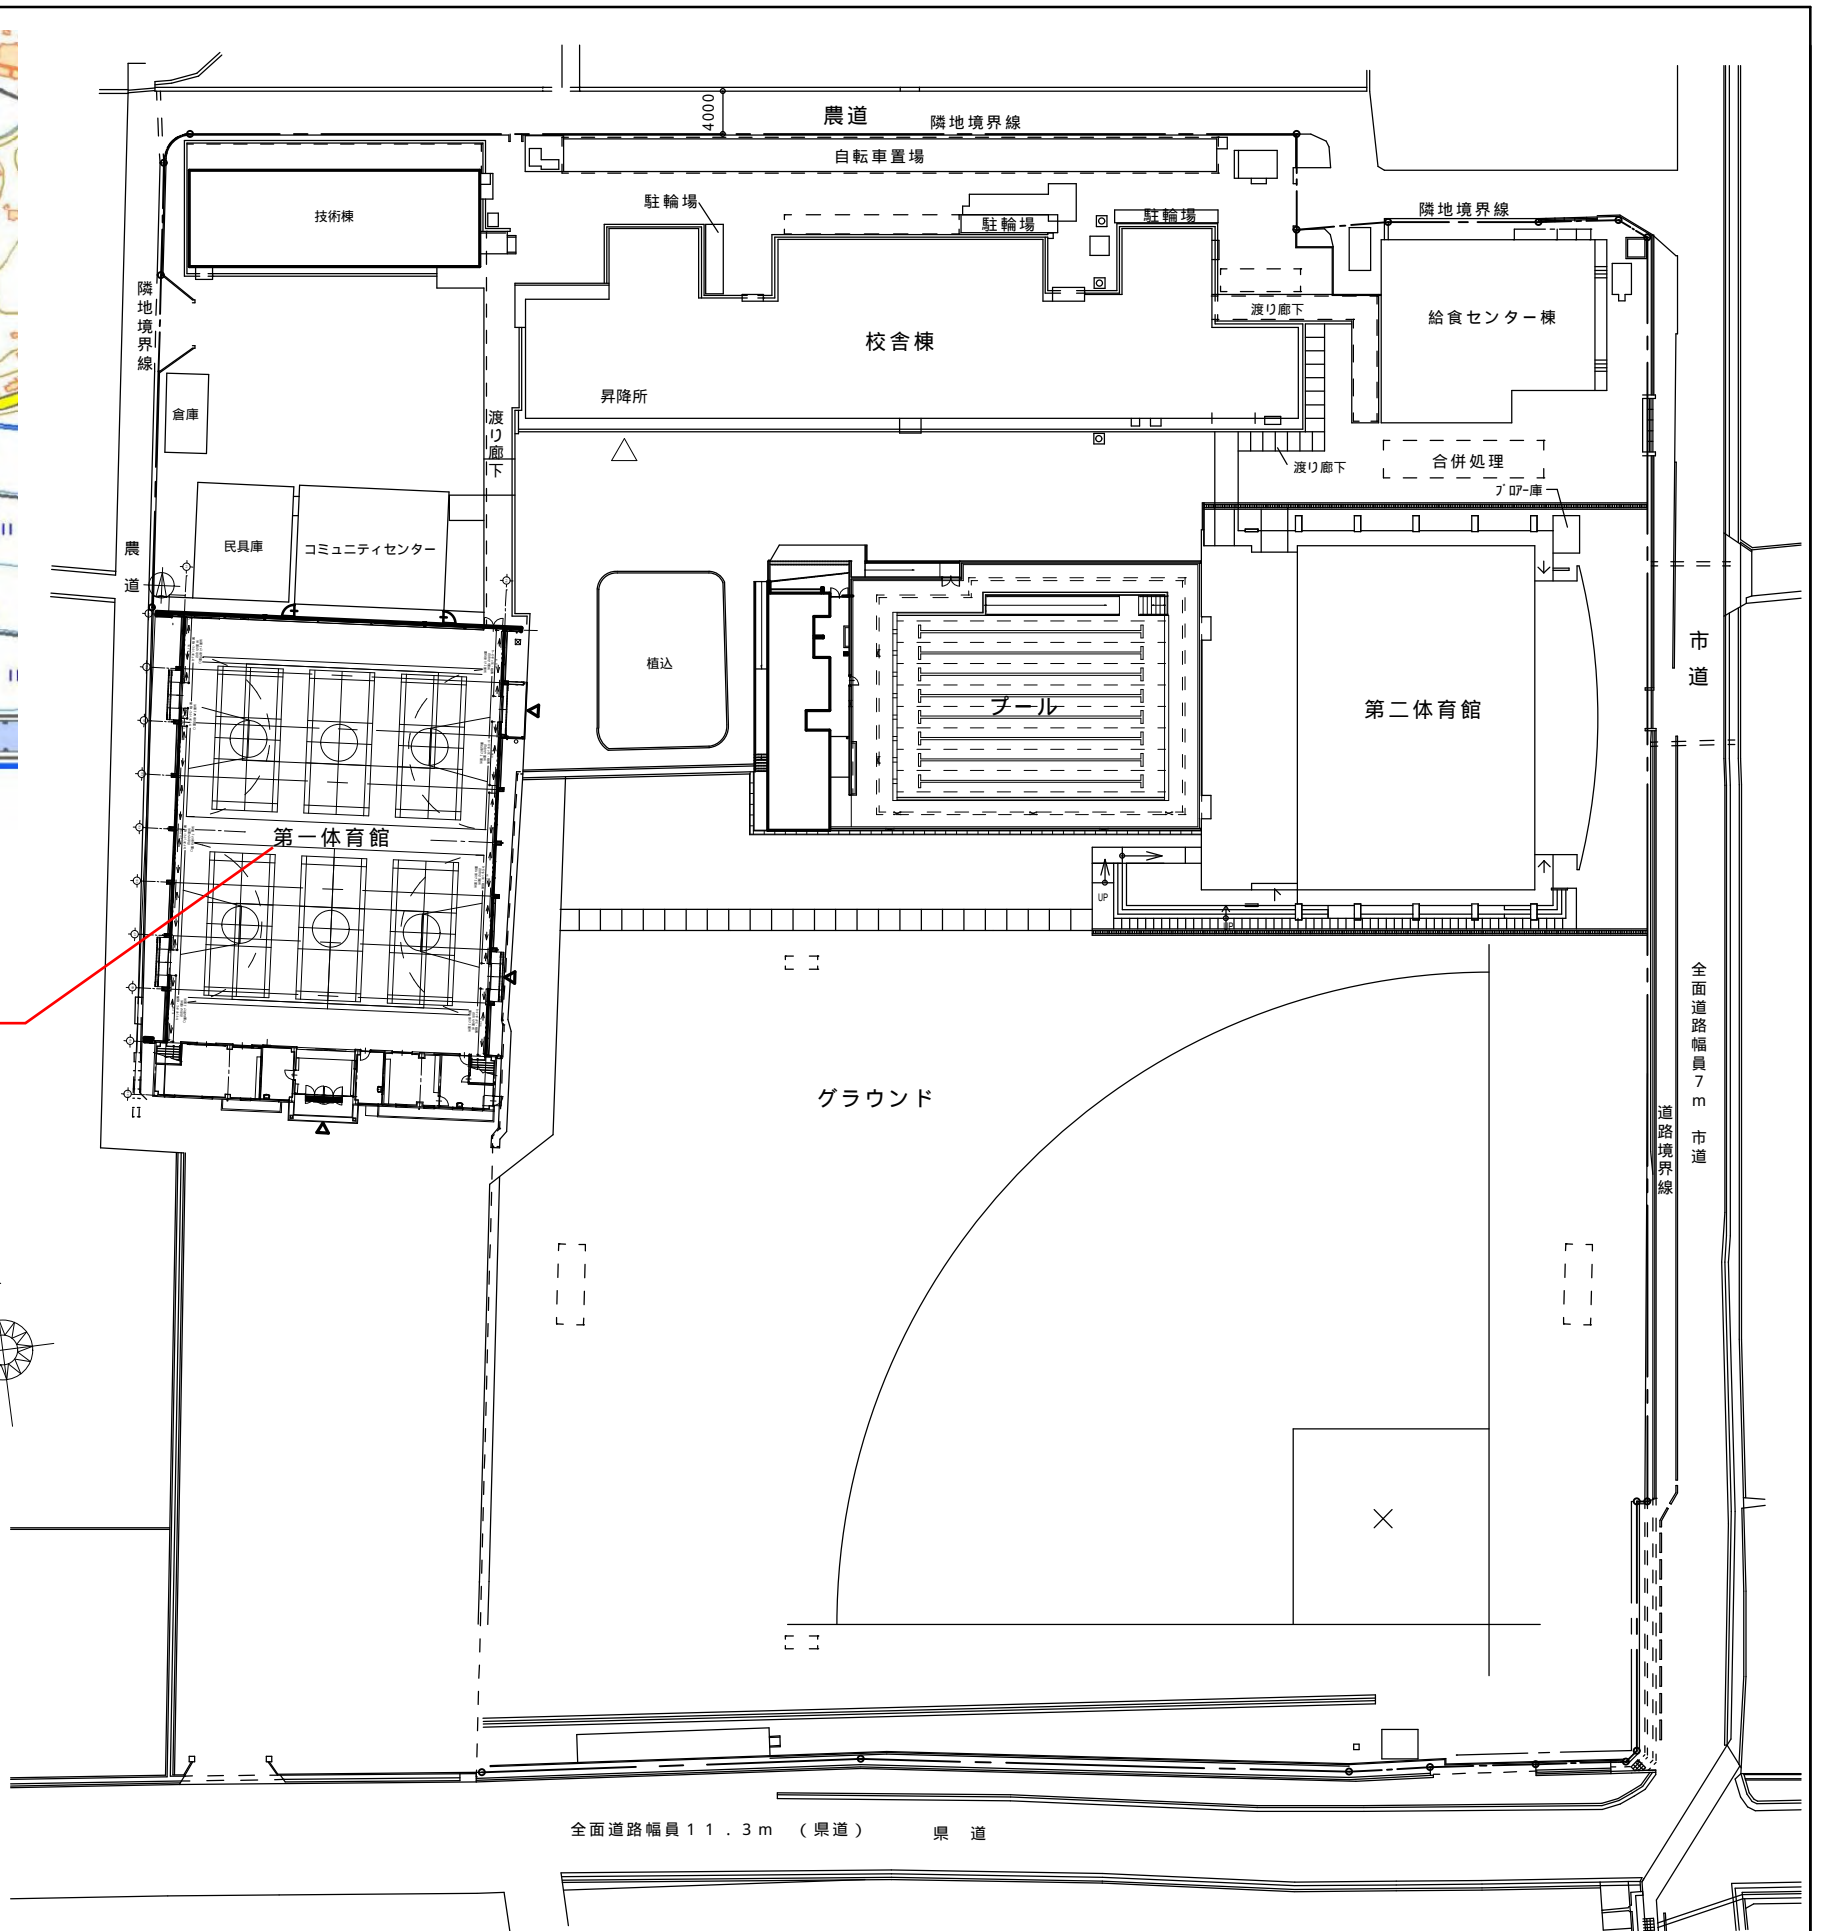 農道
4000
隣地境界線
自転車置場
技術棟
駐輪場
駐輪場
駐輪場
隣地境界線
隣地境界線
渡り廊下
給食センター棟
校舎棟
昇降所
倉庫
渡り廊下
渡り廊下
合併処理
ブロアー庫
農道
民具庫
コミュニティセンター
植込
プール
第二体育館
市道
第一体育館
UP
UP
全面道路幅員7m 市道
道路境界線
グラウンド
全面道路幅員11.3m (県道)
県 道